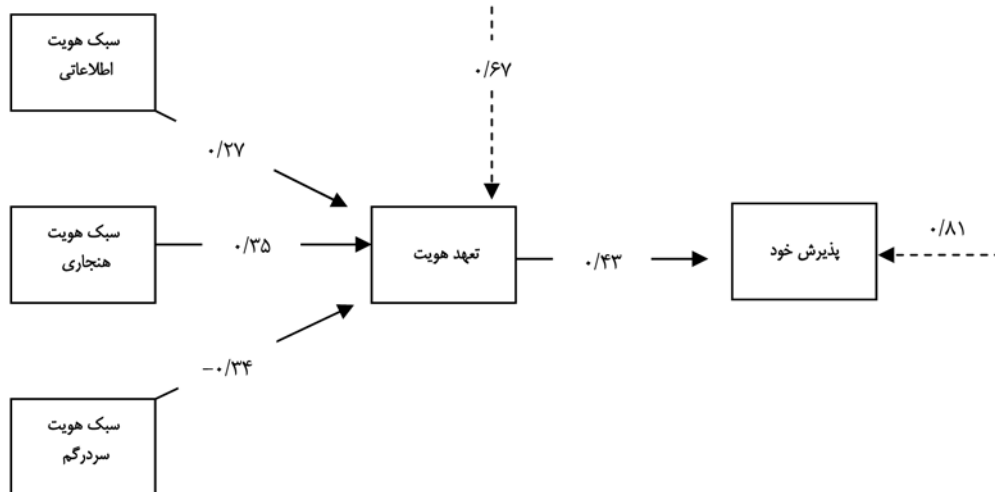 سبک هویت
اطلاعاتی
۰/۶۷
۰/۲۷
سبک هویت
هنجاری
۰/۳۵
تعهد هویت
۰/۴۳
پذیرش خود
۰/۸۱
−۰/۳۴
سبک هویت
سردرگم